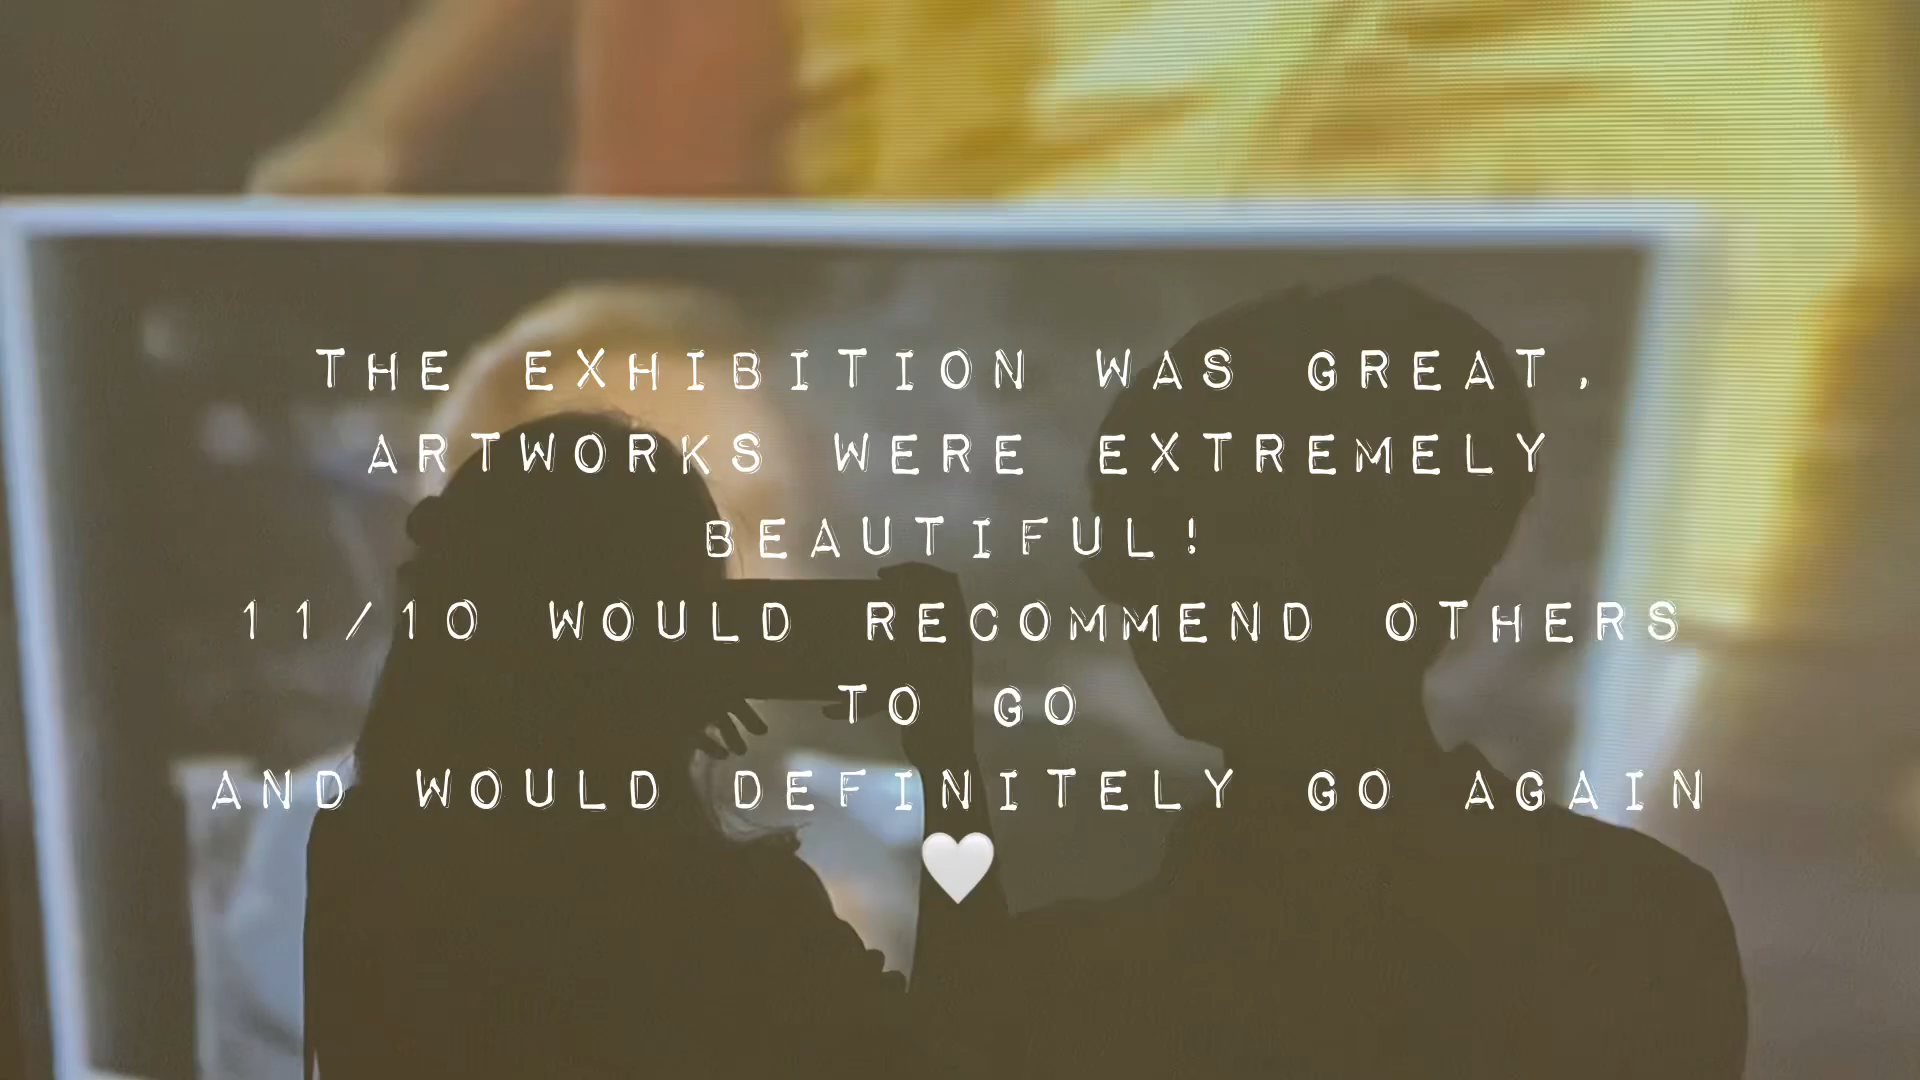 THE EXHIBITION WAS GREAT,
ARTWORKS WERE EXTREMELY
BEAUTIFUL!
11/10 WOULD RECOMMEND OTHERS
TO GO
AND WOULD DEFINITELY GO AGAIN
🤍